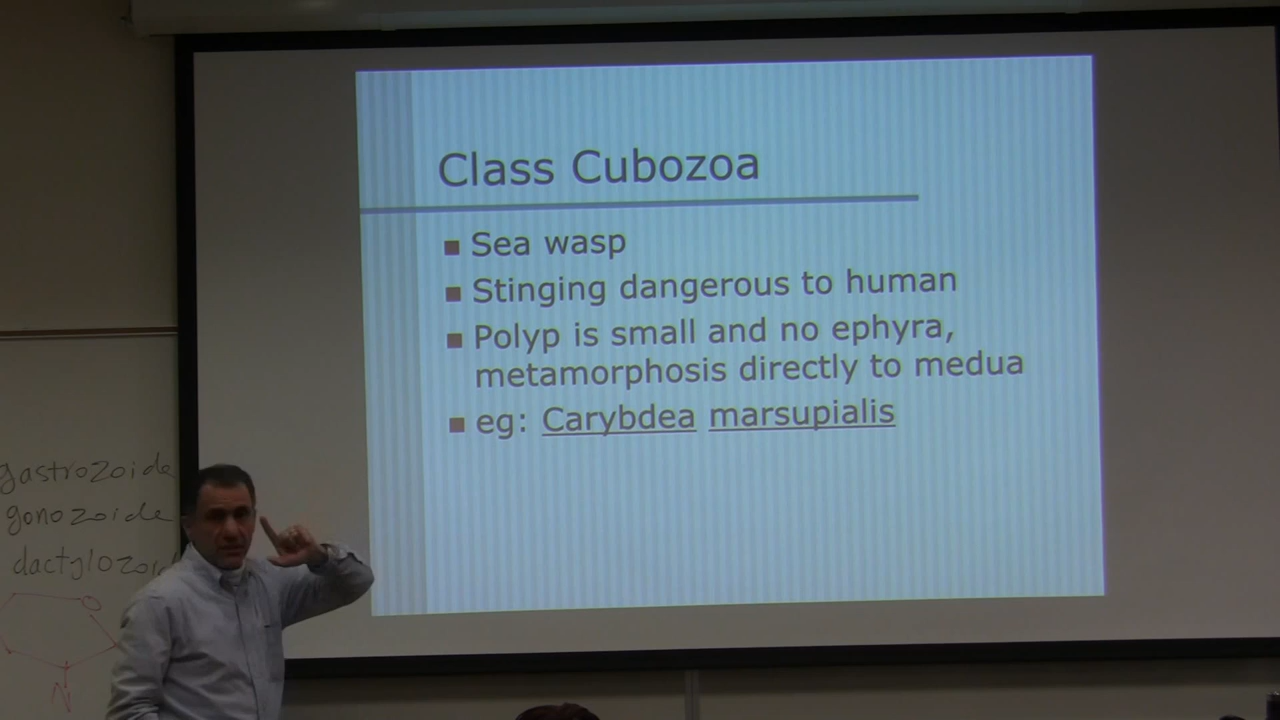 Class Cubozoa
Sea wasp
Stinging dangerous to human
Polyp is small and no ephyra,
metamorphosis directly to medua
eg: Carybdea marsupialis
gastrozoide
gonozoide
dactylozoi
O
N